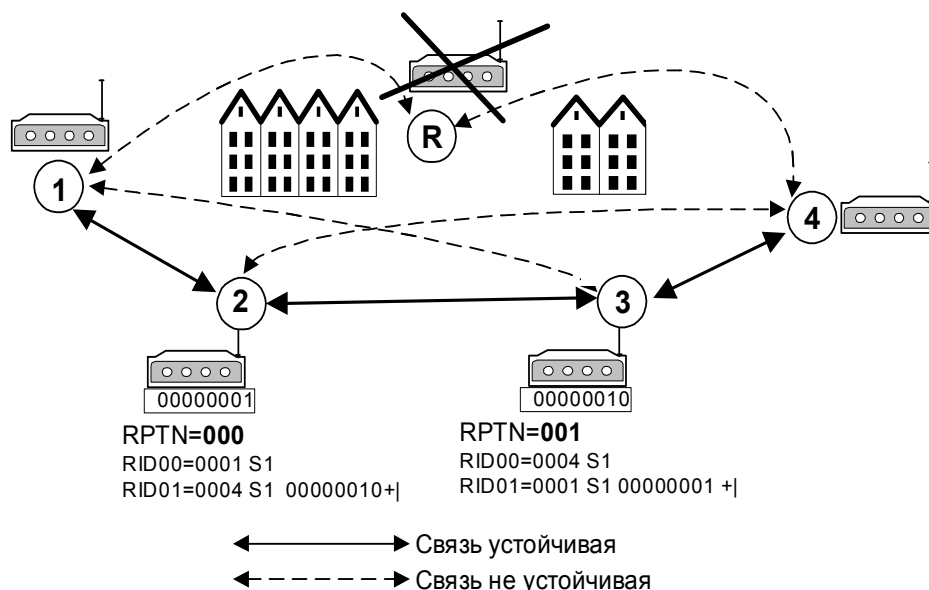 R
1
4
2
3
00000001
00000010
RPTN=000
RID00=0001 S1
RID01=0004 S1 00000010+|
RPTN=001
RID00=0004 S1
RID01=0001 S1 00000001 +|
Связь устойчивая
Связь не устойчивая